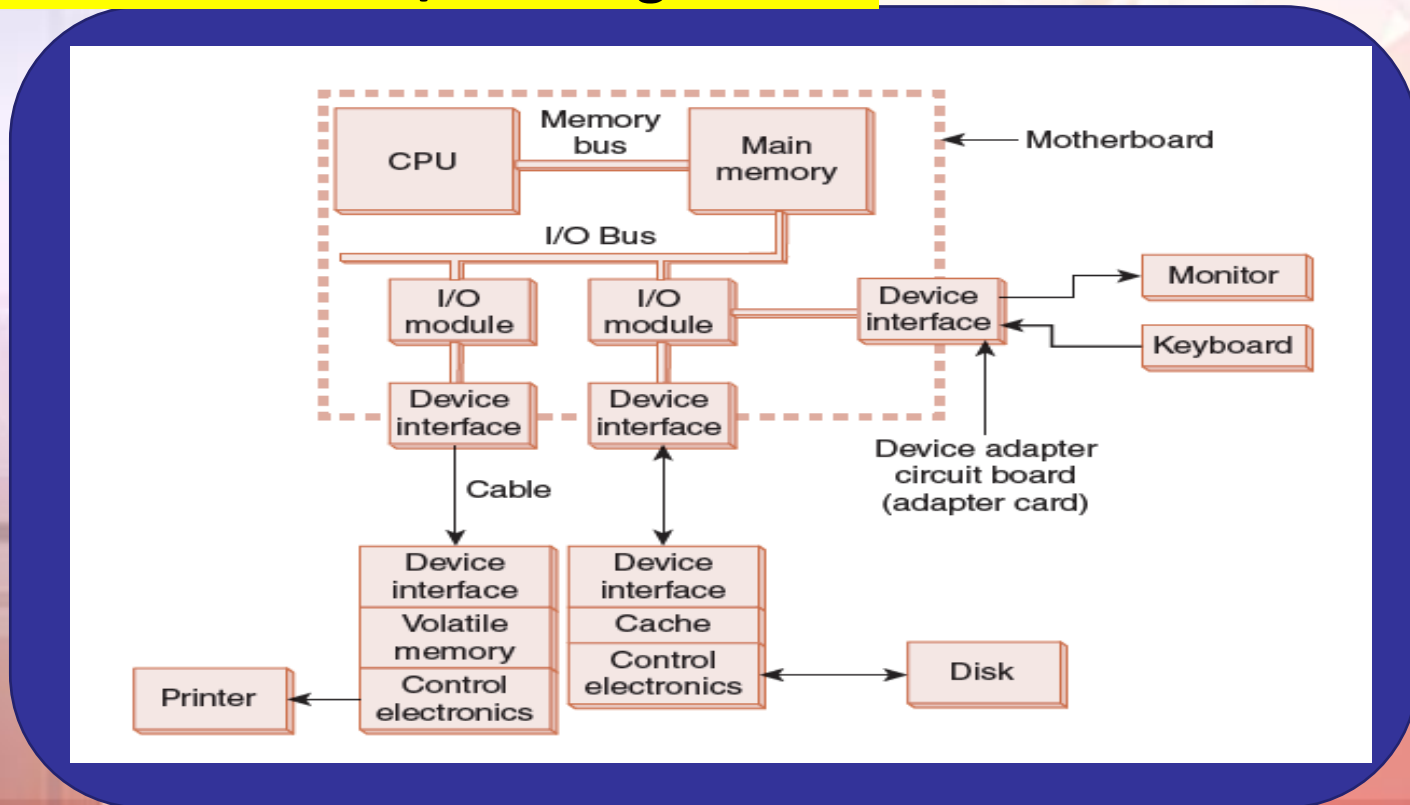 Memory
bus
CPU
Main
memory
Motherboard
I/O Bus
I/O
module
I/O
module
Device
interface
Monitor
Keyboard
Device
interface
Device
interface
Device adapter
circuit board
(adapter card)
Cable
Device
interface
Volatile
memory
Control
electronics
Device
interface
Cache
Control
electronics
Printer
Disk